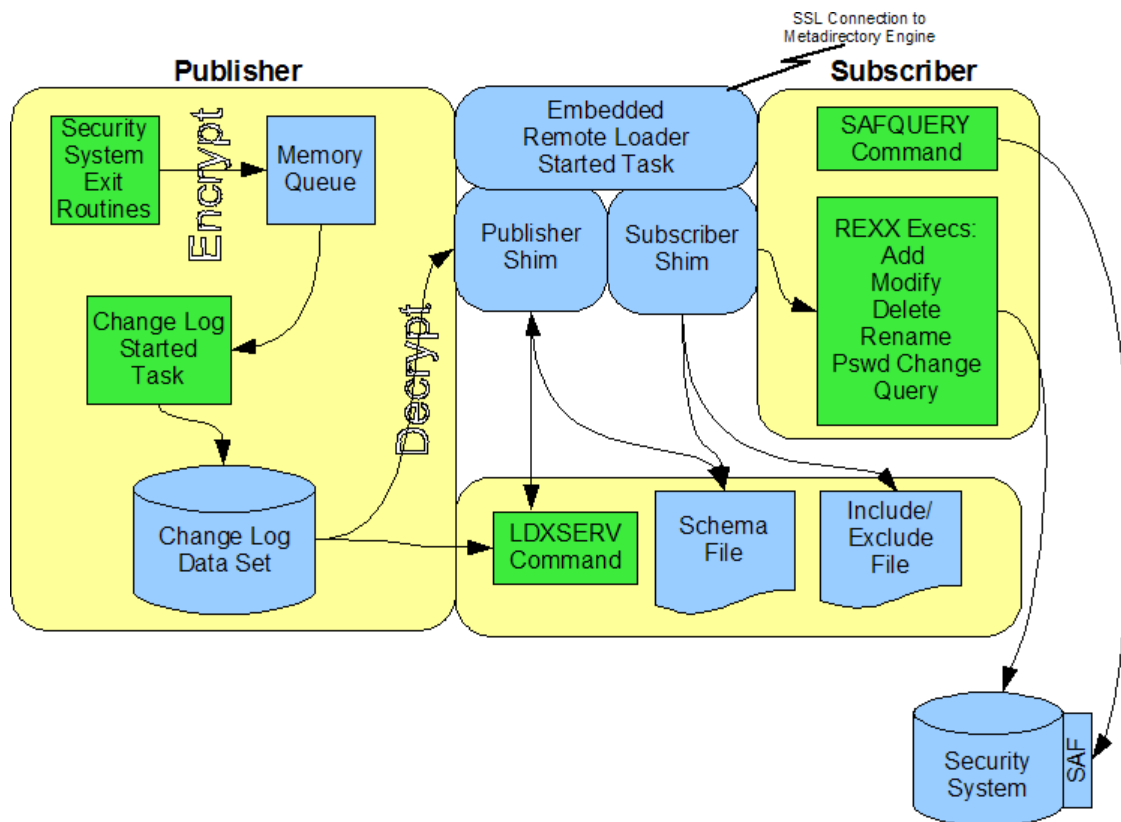 SSL Connection to
Metadirectory Engine
Publisher
Subscriber
Security
System
Exit
Routines
Encrypt
Memory
Queue
Change Log
Started
Task
Change Log
Data Set
Decrypt
Embedded
Remote Loader
Started Task
Publisher
Shim
Subscriber
Shim
SAFQUERY
Command
REXX Execs:
Add
Modify
Delete
Rename
Pswd Change
Query
LDXSERV
Command
Schema
File
Include/
Exclude
File
Security
System
SAF